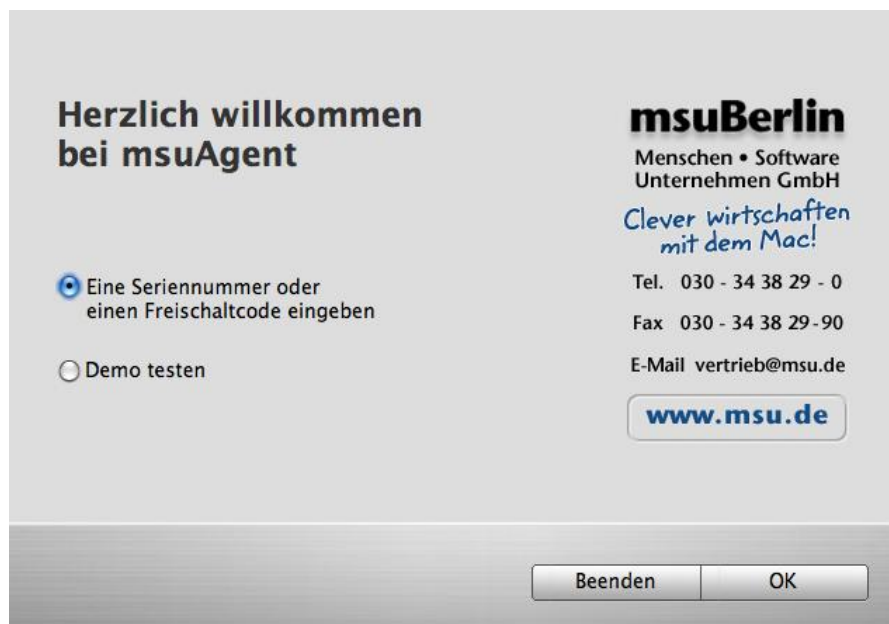 Herzlich willkommen
bei msuAgent
Eine Seriennummer oder
einen Freischaltcode eingeben
Demo testen
msuBerlin
Menschen • Software
Unternehmen GmbH
Clever wirtschaften
mit dem Mac!
Tel. 030 - 34 38 29 - 0
Fax 030 - 34 38 29-90
E-Mail vertrieb@msu.de
www.msu.de
Beenden
OK